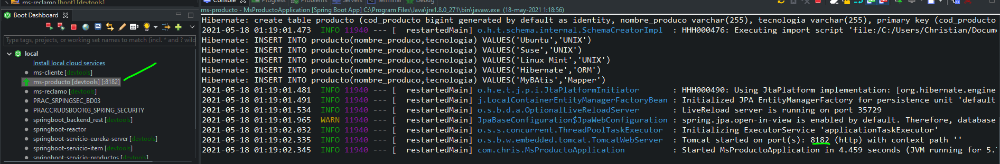 ms-reclamo [boot] [devtools]
Boot Dashboard
Type tags, projects, or working set names to match (incl. * and ? wild
local
Install local cloud services
ms-cliente [devtools]
ms-producto [devtools] [:8182]
ms-reclamo [devtools]
PRAC_SRPINGSEC_BD03
PRACCRUDSBOOT03_SPRING_SECURITY
springboot_backend_rest [devtools]
springboot-reactor
springboot-servicio-eureka-server [devtools]
springboot-servicio-item [devtools]
springboot-servicio-productos [devtools]
Console Progress Problems Servers Terminal Debug
ms-producto - MsProductoApplication [Spring Boot App] C:\Program Files\Java\jre1.8.0_271\bin\javaw.exe (18-may-2021 1:18:56)
Hibernate: create table producto (cod_producto bigint generated by default as identity, nombre_produco varchar(255), tecnologia varchar(255), primary key (cod_producto
2021-05-18 01:19:01.473 INFO 11940 --- [ restartedMain] o.h.t.schema.internal.SchemaCreatorImpl : HHH000476: Executing import script 'file:/C:/Users/Christian/Docume
Hibernate: INSERT INTO producto(nombre_produco,tecnologia) VALUES('Ubuntu','UNIX')
Hibernate: INSERT INTO producto(nombre_produco,tecnologia) VALUES('Suse','UNIX')
Hibernate: INSERT INTO producto(nombre_produco,tecnologia) VALUES('Linux Mint','UNIX')
Hibernate: INSERT INTO producto(nombre_produco,tecnologia) VALUES('Hibernate','ORM')
Hibernate: INSERT INTO producto(nombre_produco,tecnologia) VALUES('MyBAtis','Mapper')
2021-05-18 01:19:01.481 INFO 11940 --- [ restartedMain] o.h.e.t.j.p.i.JtaPlatformInitiator : HHH000490: Using JtaPlatform implementation: [org.hibernate.engine
2021-05-18 01:19:01.491 INFO 11940 --- [ restartedMain] j.LocalContainerEntityManagerFactoryBean : Initialized JPA EntityManagerFactory for persistence unit 'default
2021-05-18 01:19:01.534 INFO 11940 --- [ restartedMain] o.s.b.d.a.OptionalLiveReloadServer : LiveReload server is running on port 35729
2021-05-18 01:19:01.965 WARN 11940 --- [ restartedMain] JpaBaseConfiguration$JpaWebConfiguration : spring.jpa.open-in-view is enabled by default. Therefore, database
2021-05-18 01:19:02.032 INFO 11940 --- [ restartedMain] o.s.s.concurrent.ThreadPoolTaskExecutor : Initializing ExecutorService 'applicationTaskExecutor'
2021-05-18 01:19:02.335 INFO 11940 --- [ restartedMain] o.s.b.w.embedded.tomcat.TomcatWebServer : Tomcat started on port(s): 8182 (http) with context path ''
2021-05-18 01:19:02.345 INFO 11940 --- [ restartedMain] com.chris.MsProductoApplication : Started MsProductoApplication in 4.459 seconds (JVM running for 5.